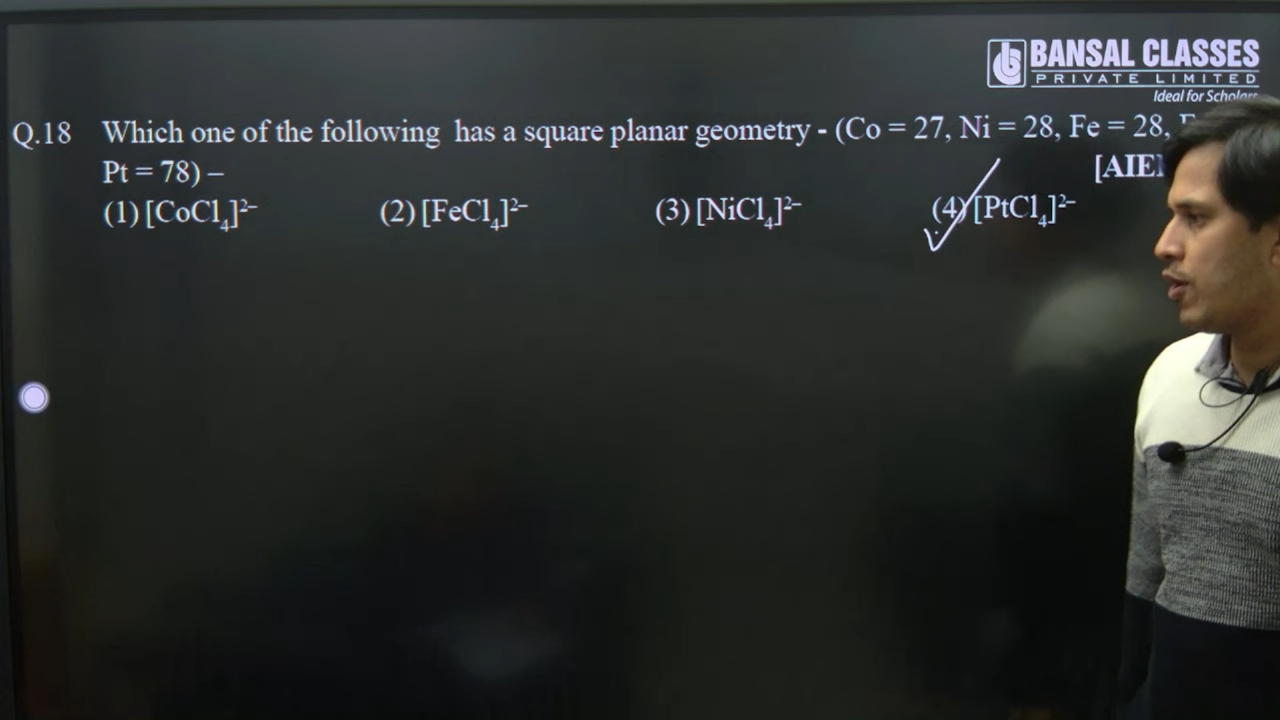 BANSAL CLASSES
PRIVATE LIMITED
Ideal for Scholars
Q.18 Which one of the following has a square planar geometry - (Co = 27, Ni = 28, Fe = 28,
Pt = 78) –
(1) [CoCl₄]²⁻ (2) [FeCl₄]²⁻ (3) [NiCl₄]²⁻ (4) [PtCl₄]²⁻